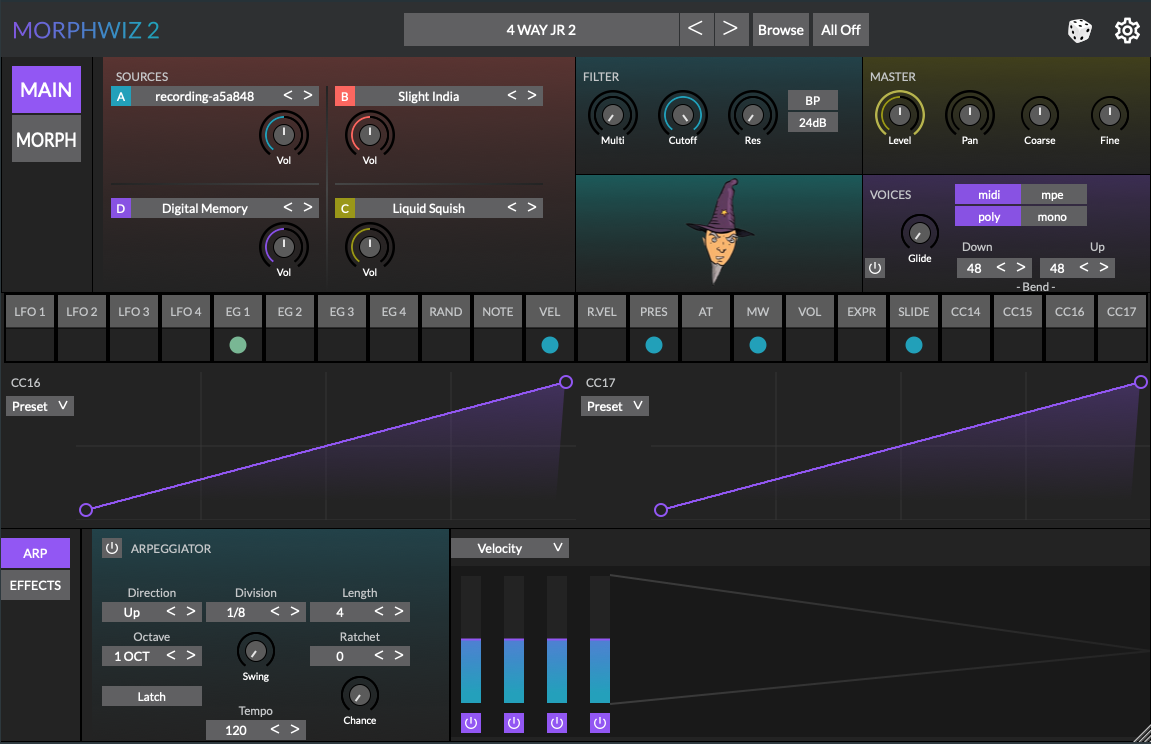 MORPHWIZ 2
4 WAY JR 2 < > Browse All Off
MAIN
MORPH
SOURCES
A recording-a5a848 < >
Vol
B Slight India < >
Vol
D Digital Memory < >
Vol
C Liquid Squish < >
Vol
FILTER
Multi Cutoff Res
BP
24dB
MASTER
Level Pan Coarse Fine
VOICES
midi mpe
poly mono
Glide
Down Up
48 < > 48 < >
- Bend -
LFO 1 LFO 2 LFO 3 LFO 4 EG 1 EG 2 EG 3 EG 4 RAND NOTE VEL R.VEL PRES AT MW VOL EXPR SLIDE CC14 CC15 CC16 CC17
CC16
Preset V
CC17
Preset V
ARP
EFFECTS
ARPEGGIATOR
Direction Division Length
Up < > 1/8 < > 4 < >
Octave Ratchet
1 OCT < > 0 < >
Swing
Latch
Chance
Tempo
120 < >
Velocity V